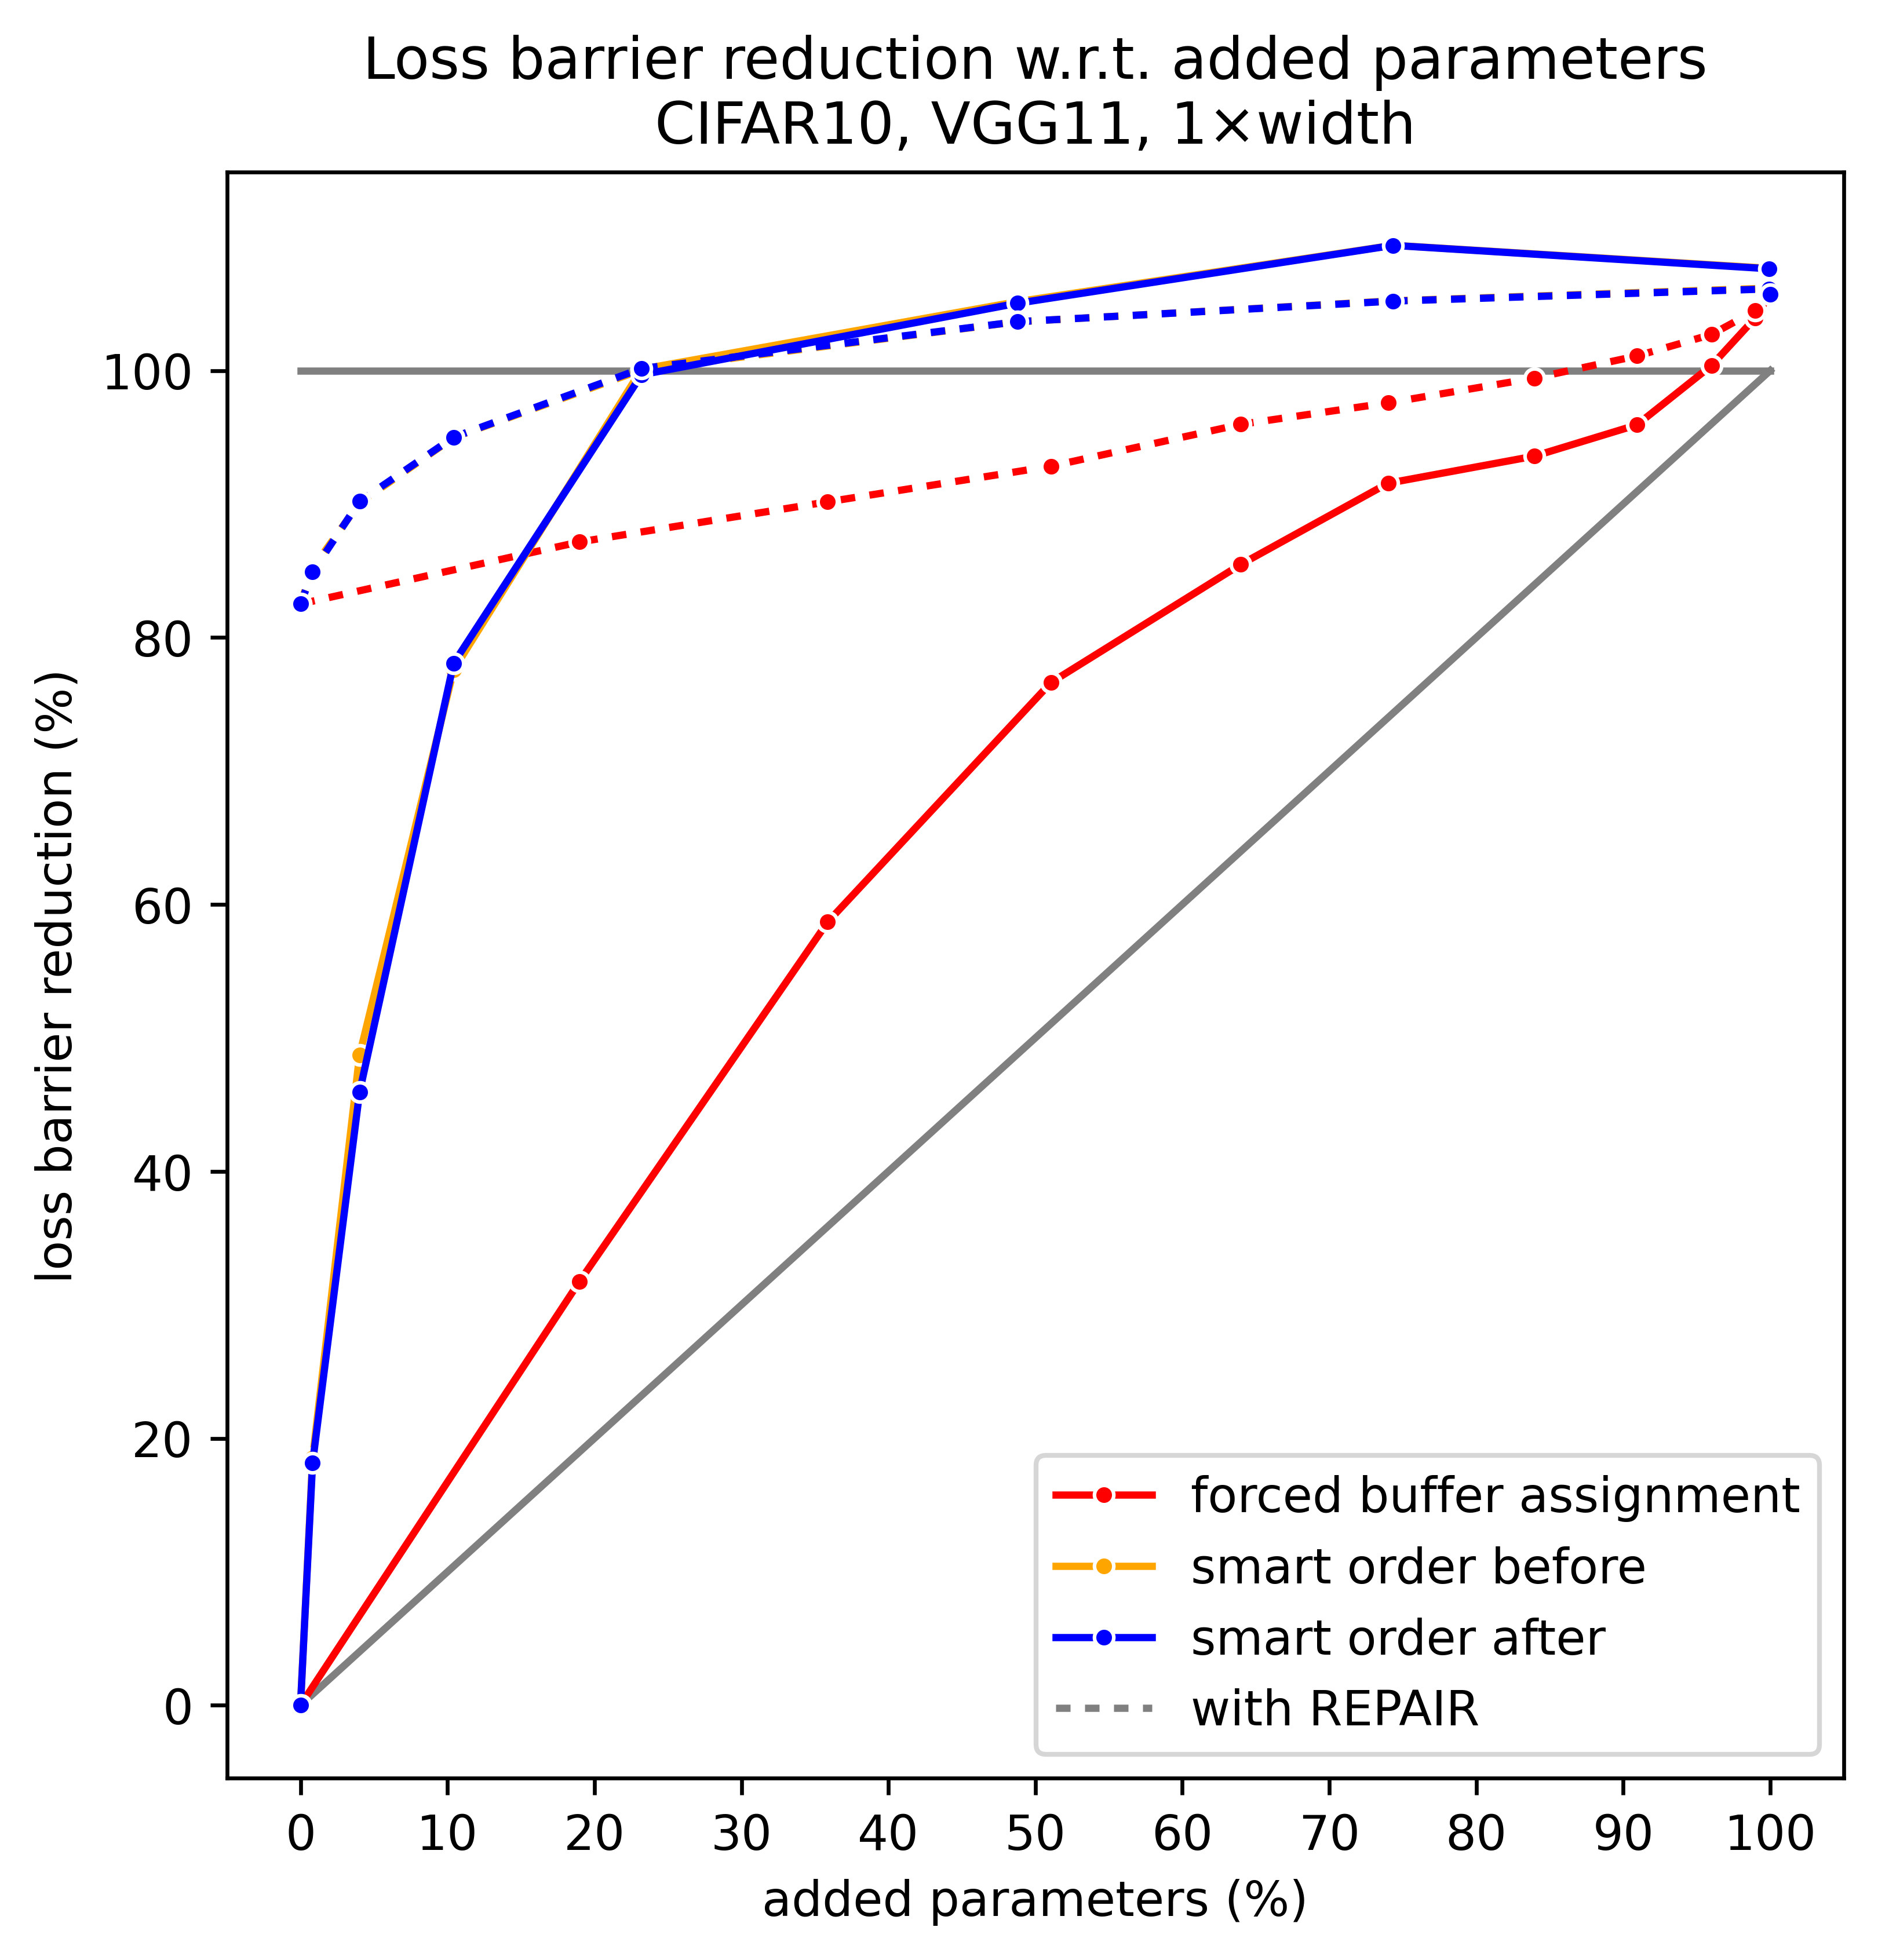 Loss barrier reduction w.r.t. added parameters
CIFAR10, VGG11, 1×width
loss barrier reduction (%)
100
80
60
40
20
0
0 10 20 30 40 50 60 70 80 90 100
added parameters (%)
forced buffer assignment
smart order before
smart order after
with REPAIR